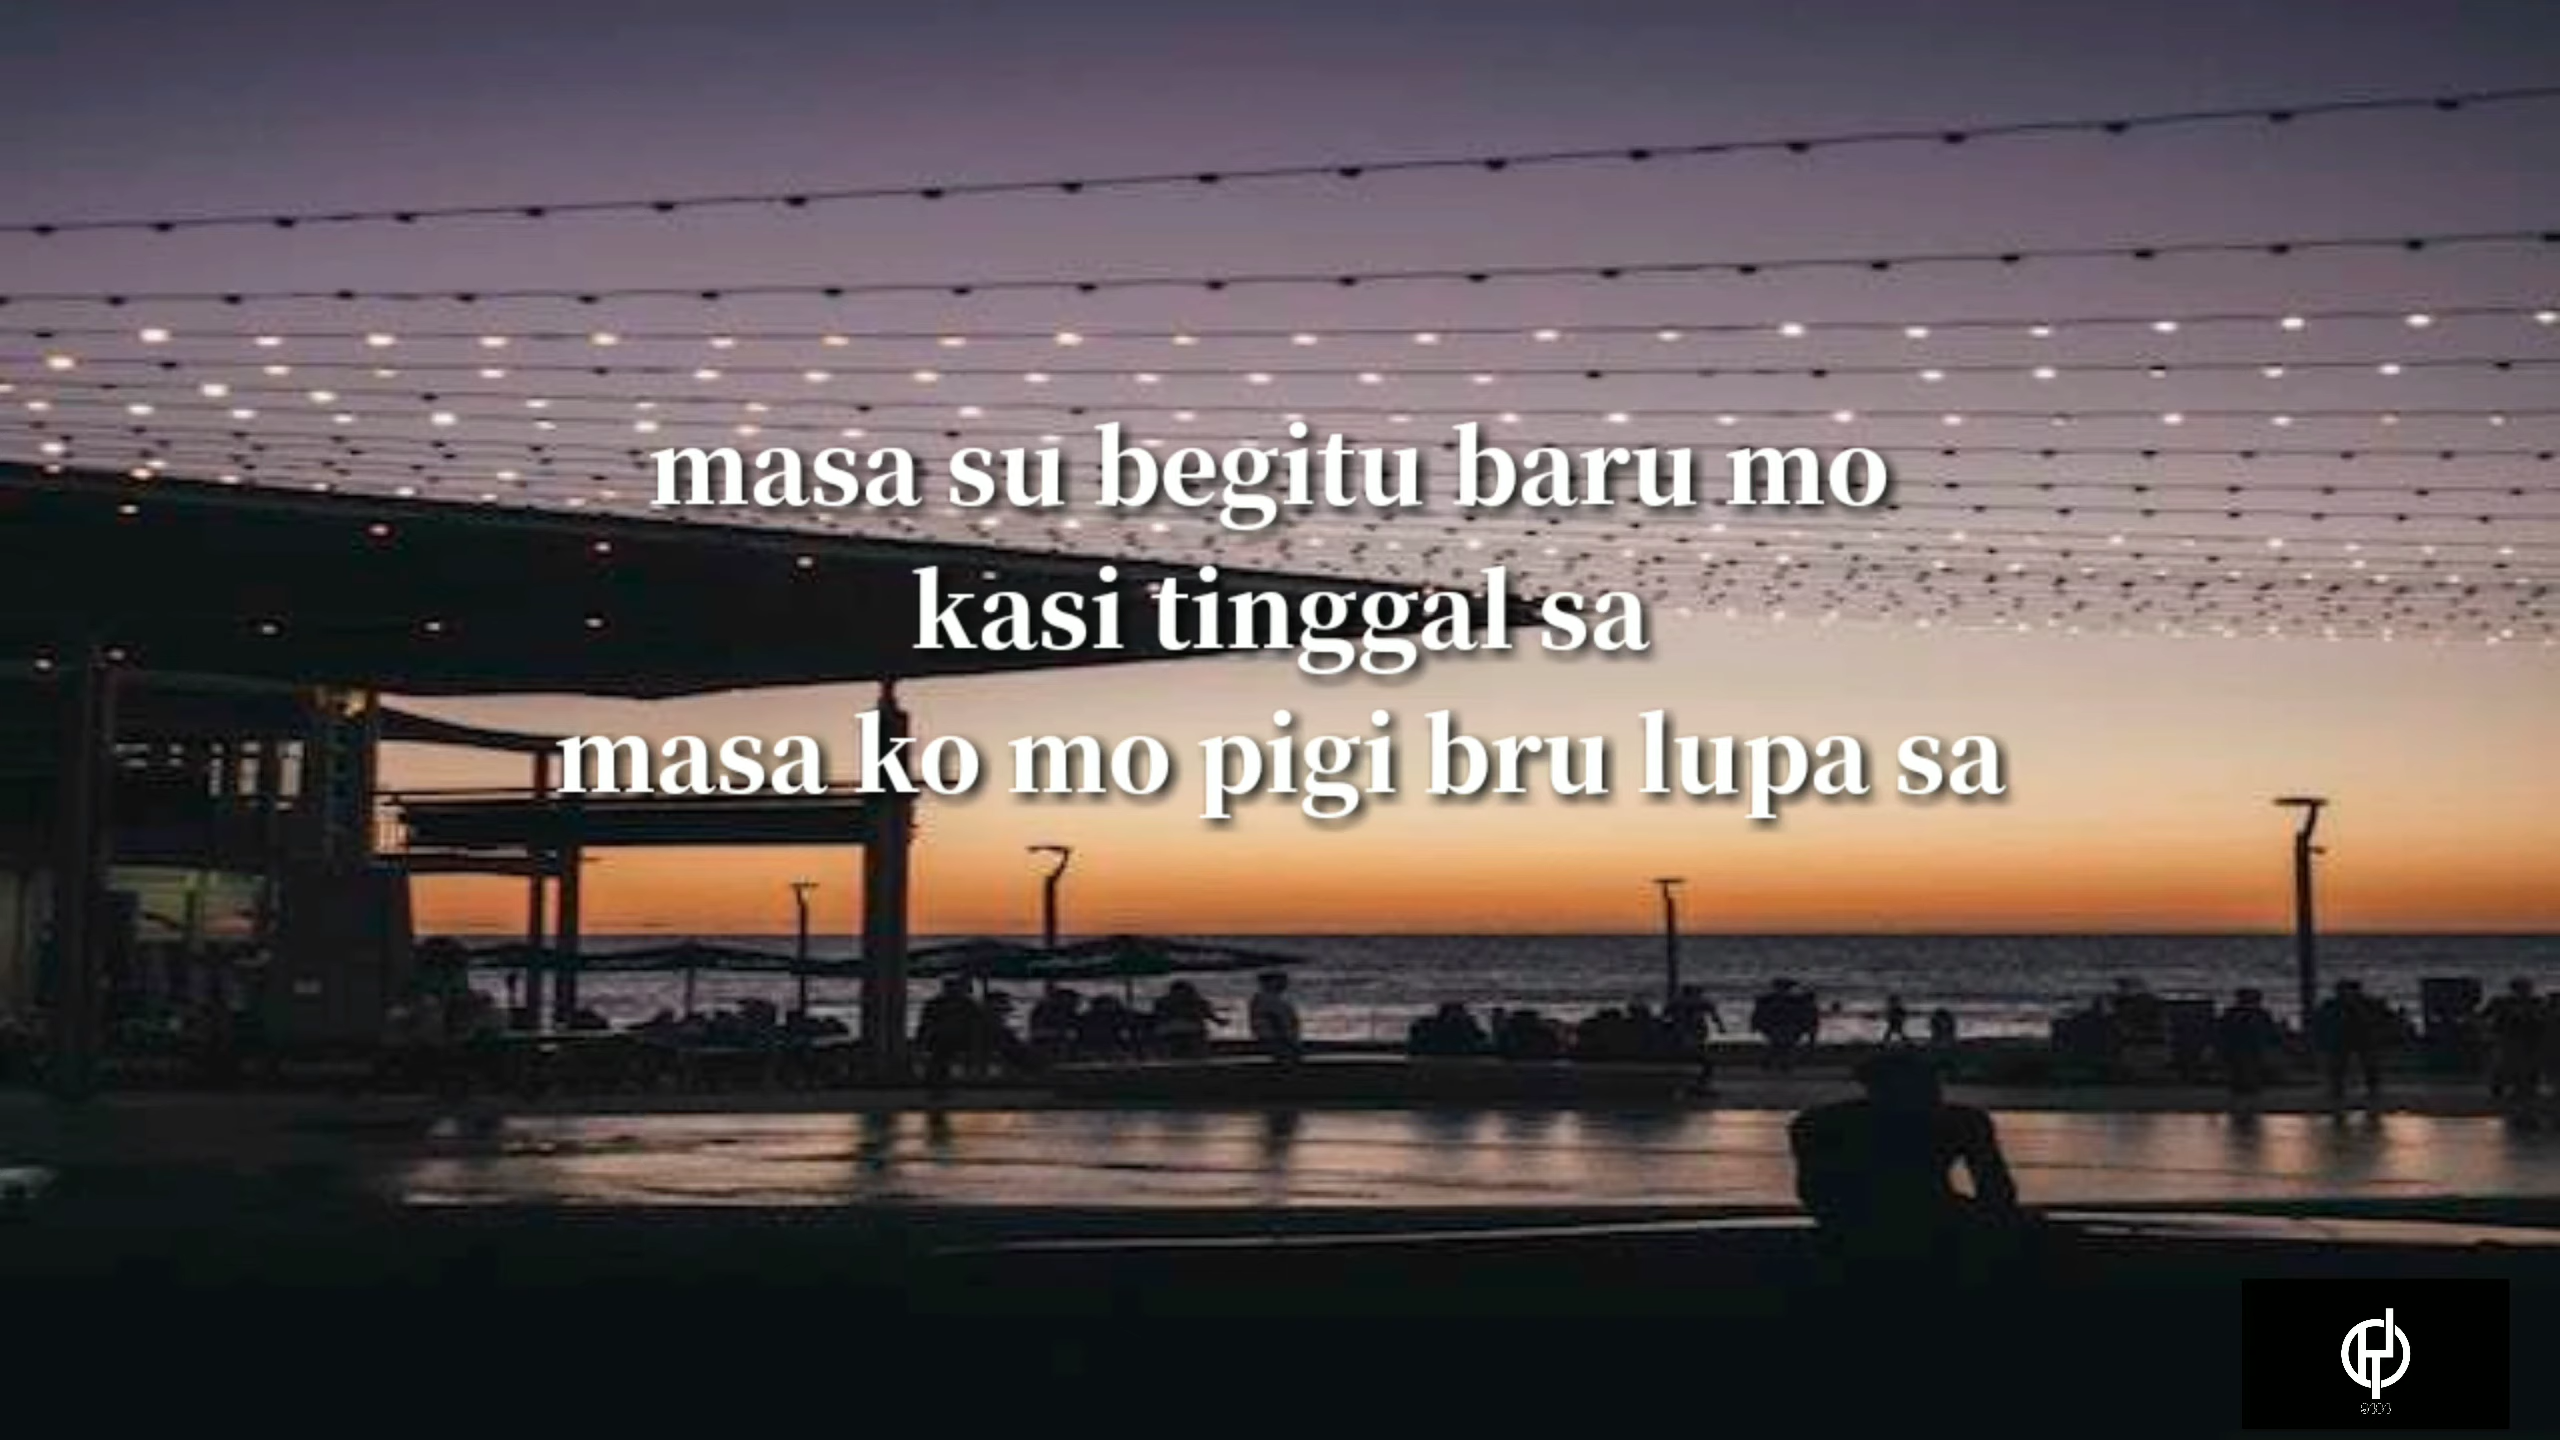 masa su begitu baru mo
kasi tinggal sa
masa ko mo pigi bru lupa sa